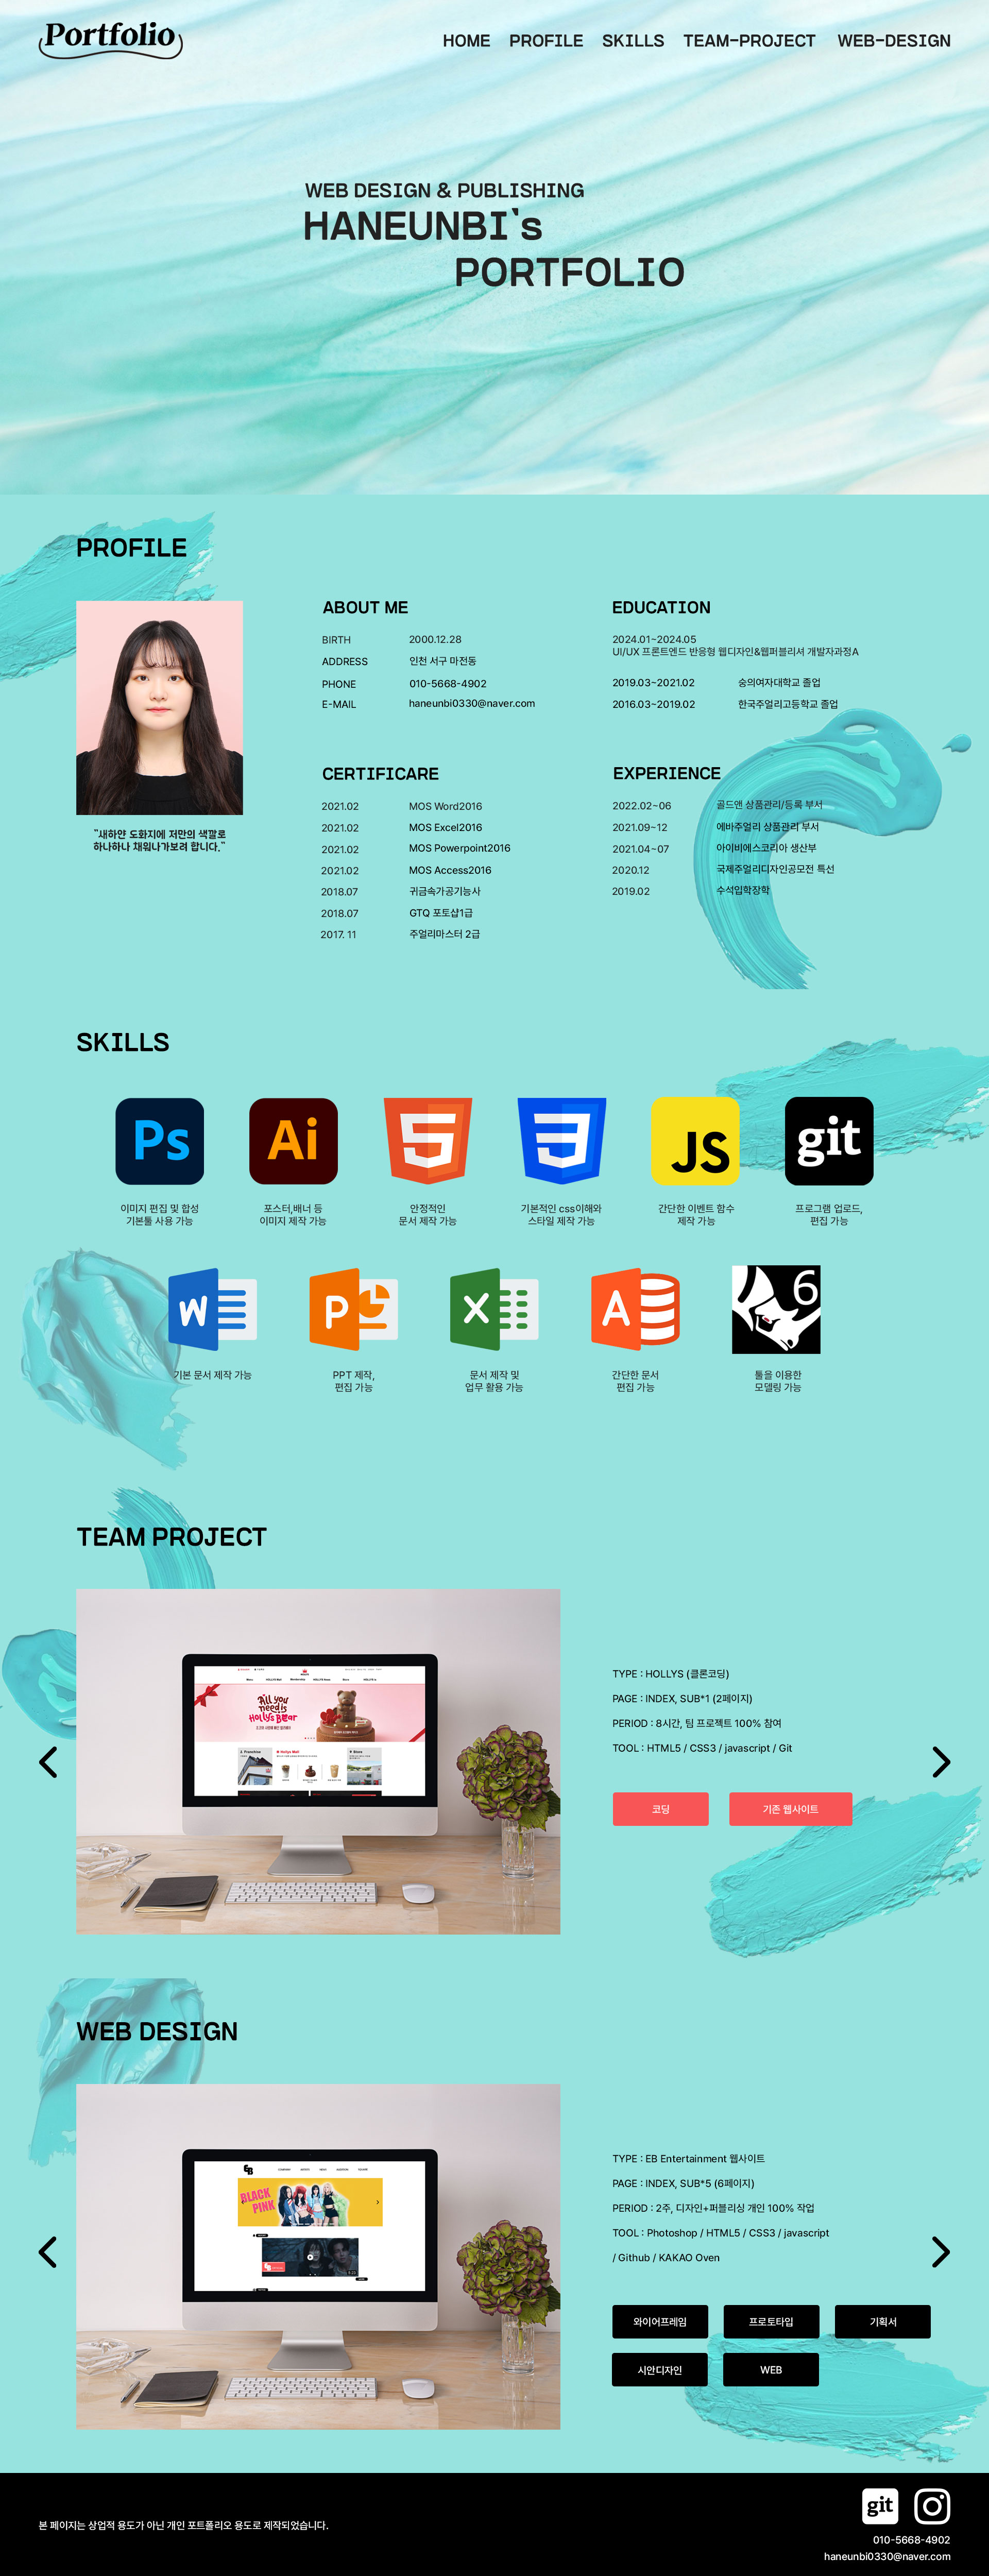 Portfolio
HOME PROFILE SKILLS TEAM-PROJECT WEB-DESIGN
WEB DESIGN & PUBLISHING
HANEUNBI`s
PORTFOLIO
PROFILE
"새하얀 도화지에 저만의 색깔로
하나하나 채워나가보려 합니다."
ABOUT ME
BIRTH 2000.12.28
ADDRESS 인천 서구 마전동
PHONE 010-5668-4902
E-MAIL haneunbi0330@naver.com
EDUCATION
2024.01~2024.05
UI/UX 프론트엔드 반응형 웹디자인&웹퍼블리셔 개발자과정A
2019.03~2021.02 숭의여자대학교 졸업
2016.03~2019.02 한국주얼리고등학교 졸업
CERTIFICARE
2021.02 MOS Word2016
2021.02 MOS Excel2016
2021.02 MOS Powerpoint2016
2021.02 MOS Access2016
2018.07 귀금속가공기능사
2018.07 GTQ 포토샵1급
2017. 11 주얼리마스터 2급
EXPERIENCE
2022.02~06 골드앤 상품관리/등록 부서
2021.09~12 에바주얼리 상품관리 부서
2021.04~07 아이비에스코리아 생산부
2020.12 국제주얼리디자인공모전 특선
2019.02 수석입학장학
SKILLS
Ps Ai 5 3 JS git
이미지 편집 및 합성
기본툴 사용 가능
포스터,배너 등
이미지 제작 가능
안정적인
문서 제작 가능
기본적인 css이해와
스타일 제작 가능
간단한 이벤트 함수
제작 가능
프로그램 업로드,
편집 가능
W P X A 6
기본 문서 제작 가능
PPT 제작,
편집 가능
문서 제작 및
업무 활용 가능
간단한 문서
편집 가능
툴을 이용한
모델링 가능
TEAM PROJECT
All you
need is
Hollys Bear
Franchise
Hollys Mall
Store
TYPE : HOLLYS (클론코딩)
PAGE : INDEX, SUB*1 (2페이지)
PERIOD : 8시간, 팀 프로젝트 100% 참여
TOOL : HTML5 / CSS3 / javascript / Git
코딩 기존 웹사이트
WEB DESIGN
EB
BLACK
PINK
TYPE : EB Entertainment 웹사이트
PAGE : INDEX, SUB*5 (6페이지)
PERIOD : 2주, 디자인+퍼블리싱 개인 100% 작업
TOOL : Photoshop / HTML5 / CSS3 / javascript
/ Github / KAKAO Oven
와이어프레임 프로토타입 기획서
시안디자인 WEB
본 페이지는 상업적 용도가 아닌 개인 포트폴리오 용도로 제작되었습니다.
git
010-5668-4902
haneunbi0330@naver.com